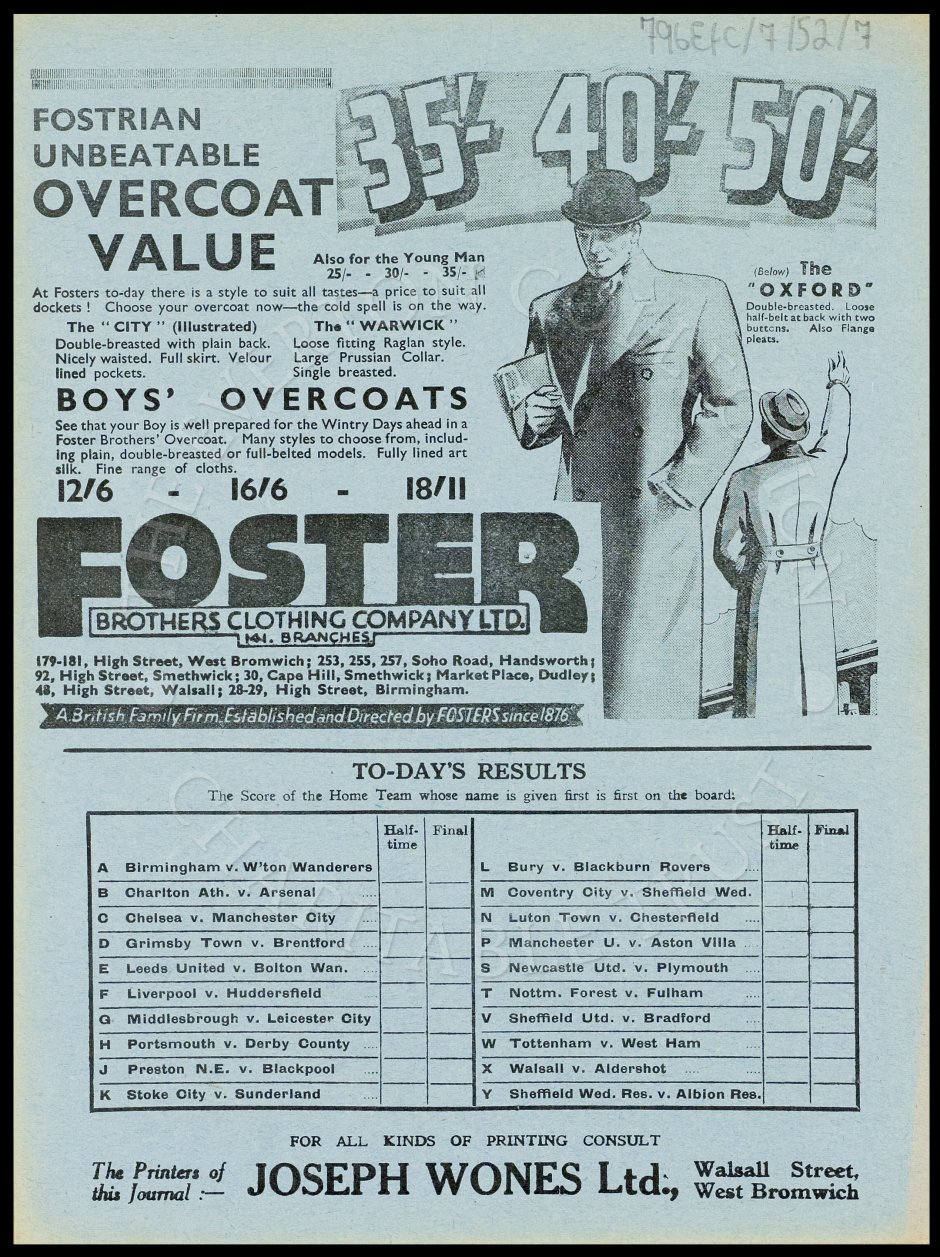 796EfC/7/152/7
FOSTRIAN
UNBEATABLE
OVERCOAT
VALUE
35/- 40/- 50/-
Also for the Young Man
25/- - 30/- - 35/-
At Fosters to-day there is a style to suit all tastes—a price to suit all
dockets ! Choose your overcoat now—the cold spell is on the way.
The "CITY" (Illustrated)
Double-breasted with plain back.
Nicely waisted. Full skirt. Velour
lined pockets.
The "WARWICK"
Loose fitting Raglan style.
Large Prussian Collar.
Single breasted.
(Below) The
"OXFORD"
Double-breasted. Loose
half-belt at back with two
buttons. Also Flange
pleats.
BOYS' OVERCOATS
See that your Boy is well prepared for the Wintry Days ahead in a
Foster Brothers' Overcoat. Many styles to choose from, includ-
ing plain, double-breasted or full-belted models. Fully lined art
silk. Fine range of cloths.
12/6 - 16/6 - 18/11
FOSTER
BROTHERS CLOTHING COMPANY LTD.
141. BRANCHES
179-181, High Street, West Bromwich; 253, 255, 257, Soho Road, Handsworth;
92, High Street, Smethwick; 30, Cape Hill, Smethwick; Market Place, Dudley;
48, High Street, Walsall; 28-29, High Street, Birmingham.
A British Family Firm. Established and Directed by FOSTERS since 1876
TO-DAY'S RESULTS
The Score of the Home Team whose name is given first is first on the board:
Half-time Final
A Birmingham v. W'ton Wanderers
B Charlton Ath. v. Arsenal ....
C Chelsea v. Manchester City ....
D Grimsby Town v. Brentford ....
E Leeds United v. Bolton Wan. ....
F Liverpool v. Huddersfield ....
G Middlesbrough v. Leicester City
H Portsmouth v. Derby County ....
J Preston N.E. v. Blackpool ....
K Stoke City v. Sunderland ....
Half-time Final
L Bury v. Blackburn Rovers ....
M Coventry City v. Sheffield Wed.
N Luton Town v. Chesterfield ....
P Manchester U. v. Aston Villa ....
S Newcastle Utd. v. Plymouth ....
T Nottm. Forest v. Fulham ....
V Sheffield Utd. v. Bradford ....
W Tottenham v. West Ham ....
X Walsall v. Aldershot .... ....
Y Sheffield Wed. Res. v. Albion Res.
FOR ALL KINDS OF PRINTING CONSULT
The Printers of
this Journal :—
JOSEPH WONES Ltd.,
Walsall Street,
West Bromwich